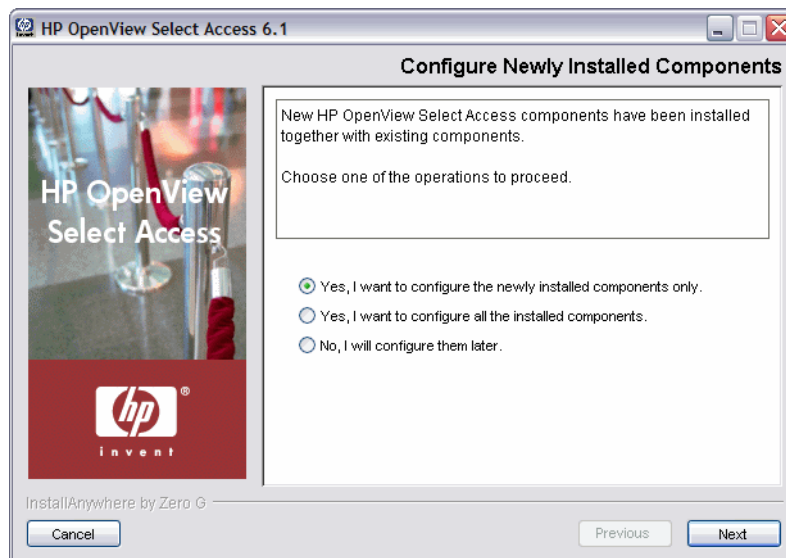 HP OpenView Select Access 6.1
Configure Newly Installed Components
HP OpenView
Select Access
hp
®
invent
New HP OpenView Select Access components have been installed
together with existing components.
Choose one of the operations to proceed.
Yes, I want to configure the newly installed components only.
Yes, I want to configure all the installed components.
No, I will configure them later.
InstallAnywhere by Zero G
Cancel
Previous
Next